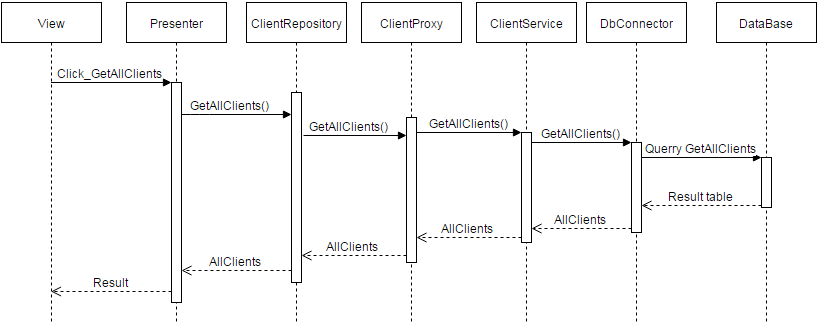 View Presenter ClientRepository ClientProxy ClientService DbConnector DataBase
Click_GetAllClients
GetAllClients()
GetAllClients()
GetAllClients()
GetAllClients()
Querry GetAllClients
Result table
AllClients
AllClients
AllClients
AllClients
Result